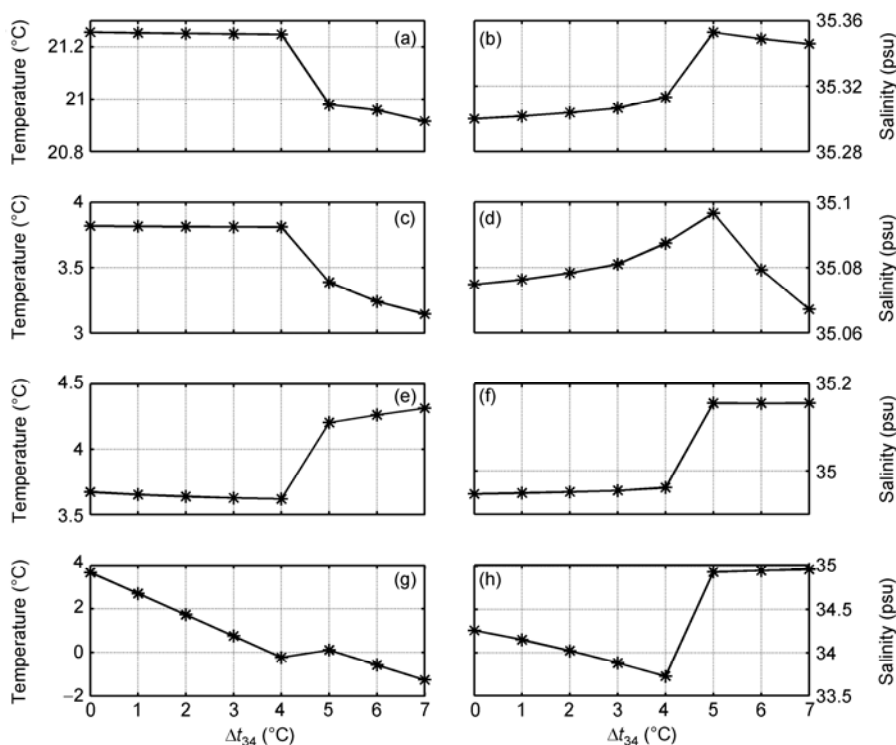 Temperature (°C)
21.2
21
20.8
(a)
(b)
35.36
35.32
35.28
Salinity (psu)
Temperature (°C)
4
3.5
3
(c)
(d)
35.1
35.08
35.06
Salinity (psu)
Temperature (°C)
4.5
4
3.5
(e)
(f)
35.2
35
Salinity (psu)
Temperature (°C)
4
2
0
−2
(g)
(h)
35
34.5
34
33.5
Salinity (psu)
0 1 2 3 4 5 6 7
0 1 2 3 4 5 6 7
Δt34 (°C)
Δt34 (°C)